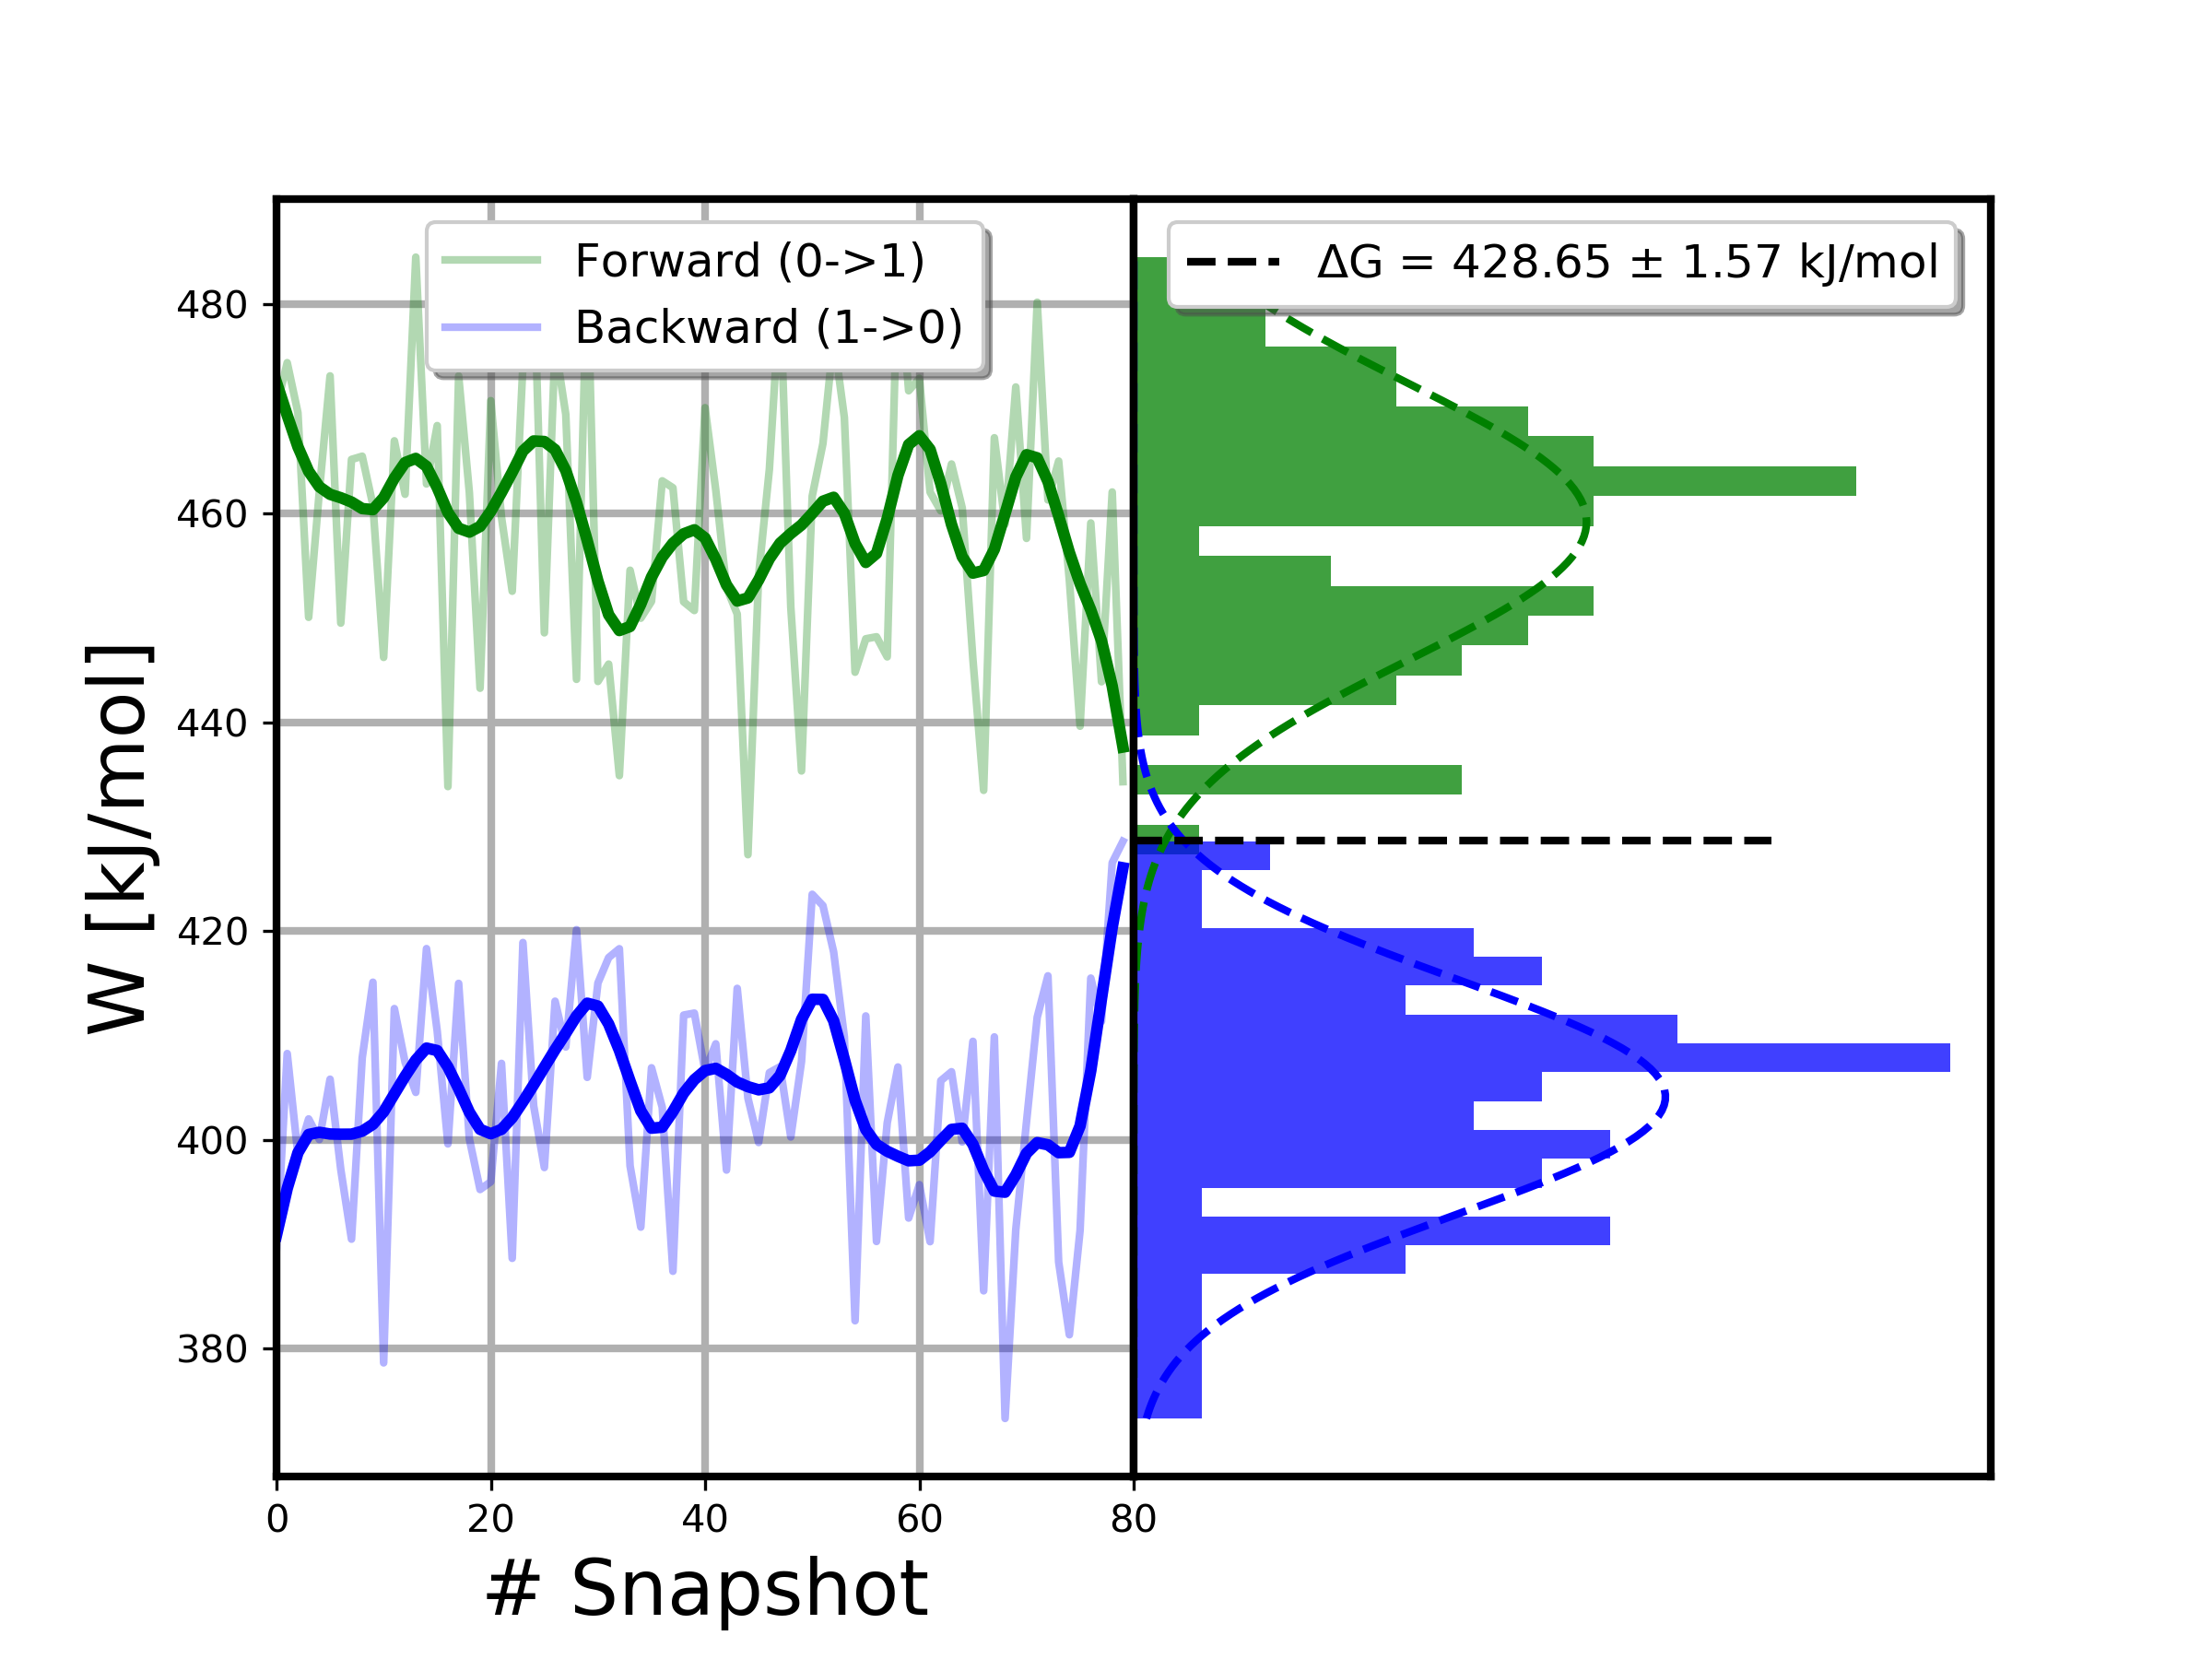 Forward (0->1)
Backward (1->0)
ΔG = 428.65 ± 1.57 kJ/mol
W [kJ/mol]
480
460
440
420
400
380
0 20 40 60 80
# Snapshot